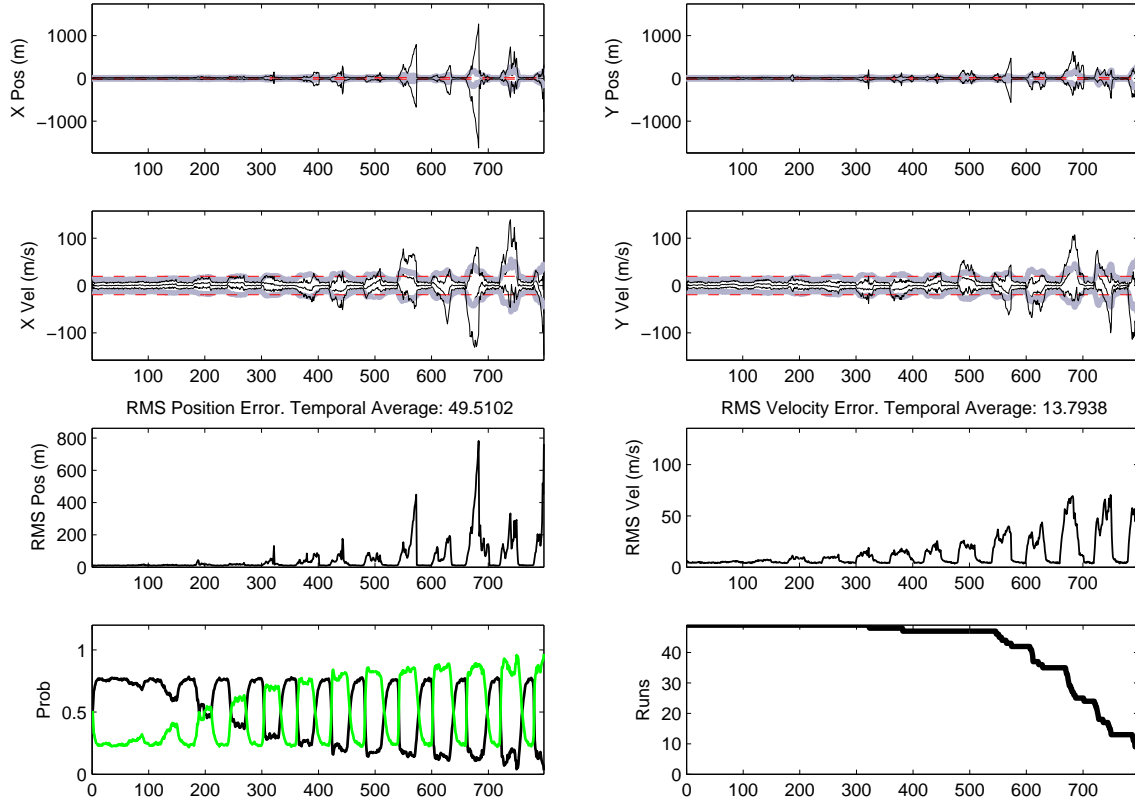 1000
0
−1000
X Pos (m)
100 200 300 400 500 600 700
1000
0
−1000
Y Pos (m)
100 200 300 400 500 600 700
100
0
−100
X Vel (m/s)
100 200 300 400 500 600 700
100
0
−100
Y Vel (m/s)
100 200 300 400 500 600 700
RMS Position Error. Temporal Average: 49.5102
800
600
400
200
0
RMS Pos (m)
100 200 300 400 500 600 700
RMS Velocity Error. Temporal Average: 13.7938
100
50
0
RMS Vel (m/s)
100 200 300 400 500 600 700
1
0.5
0
Prob
0 100 200 300 400 500 600 700
40
30
20
10
0
Runs
0 100 200 300 400 500 600 700